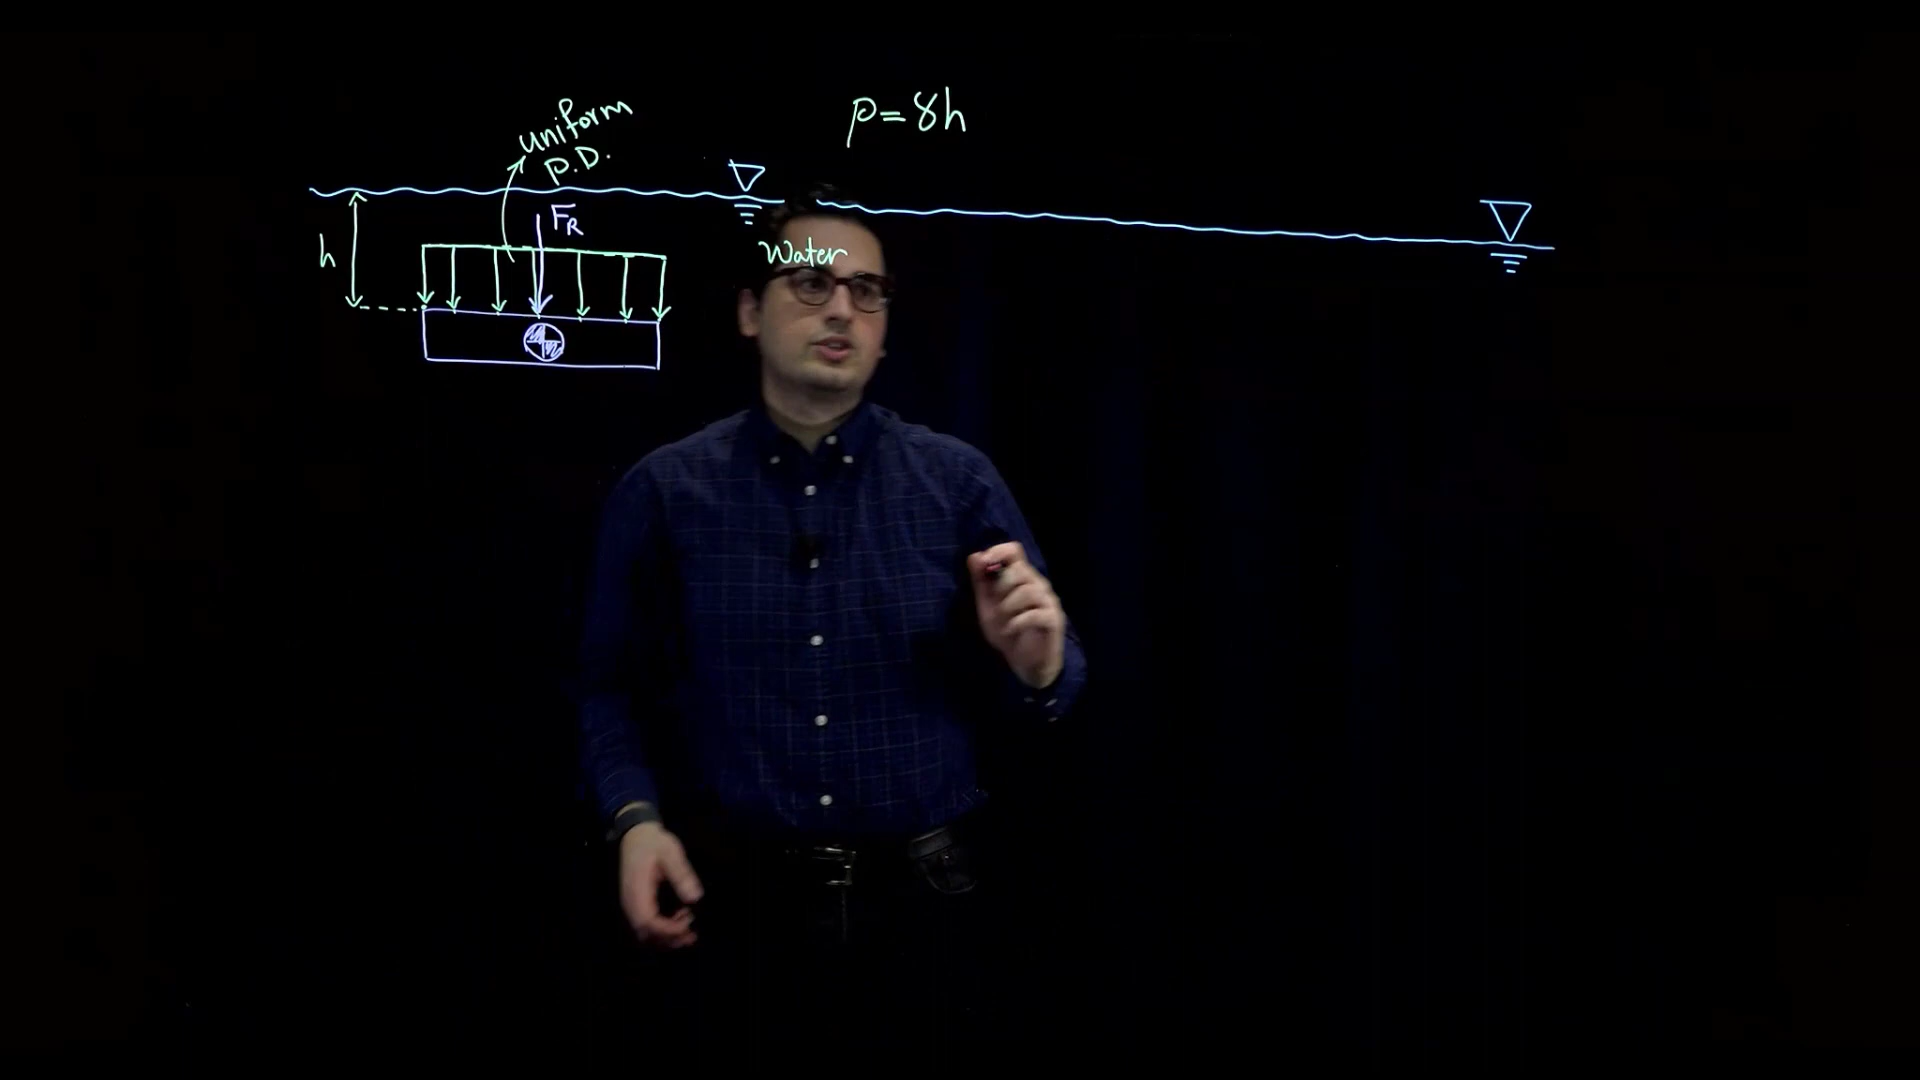 uniform
P.D.
p=γh
F_R
h
Water